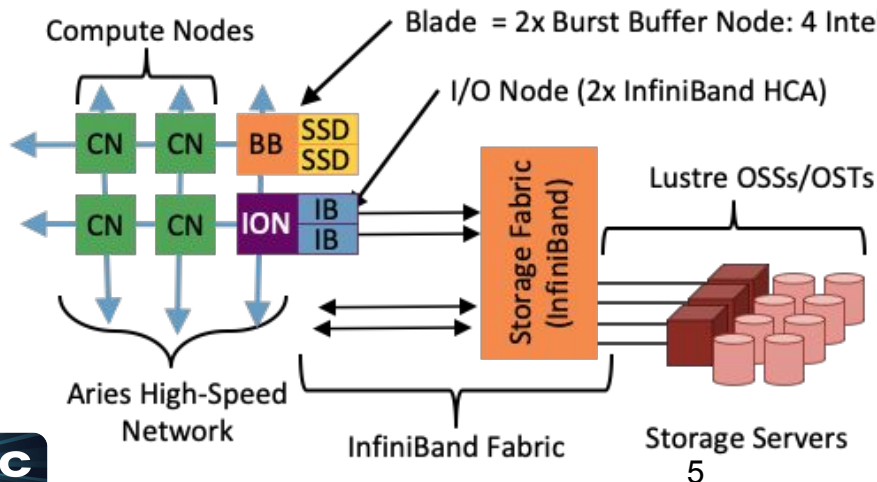 Compute Nodes
Blade = 2x Burst Buffer Node: 4 Inte
I/O Node (2x InfiniBand HCA)
CN CN BB SSD
SSD
CN CN ION IB
IB
Storage Fabric
(InfiniBand)
Lustre OSSs/OSTs
Aries High-Speed
Network
InfiniBand Fabric
Storage Servers
C
5